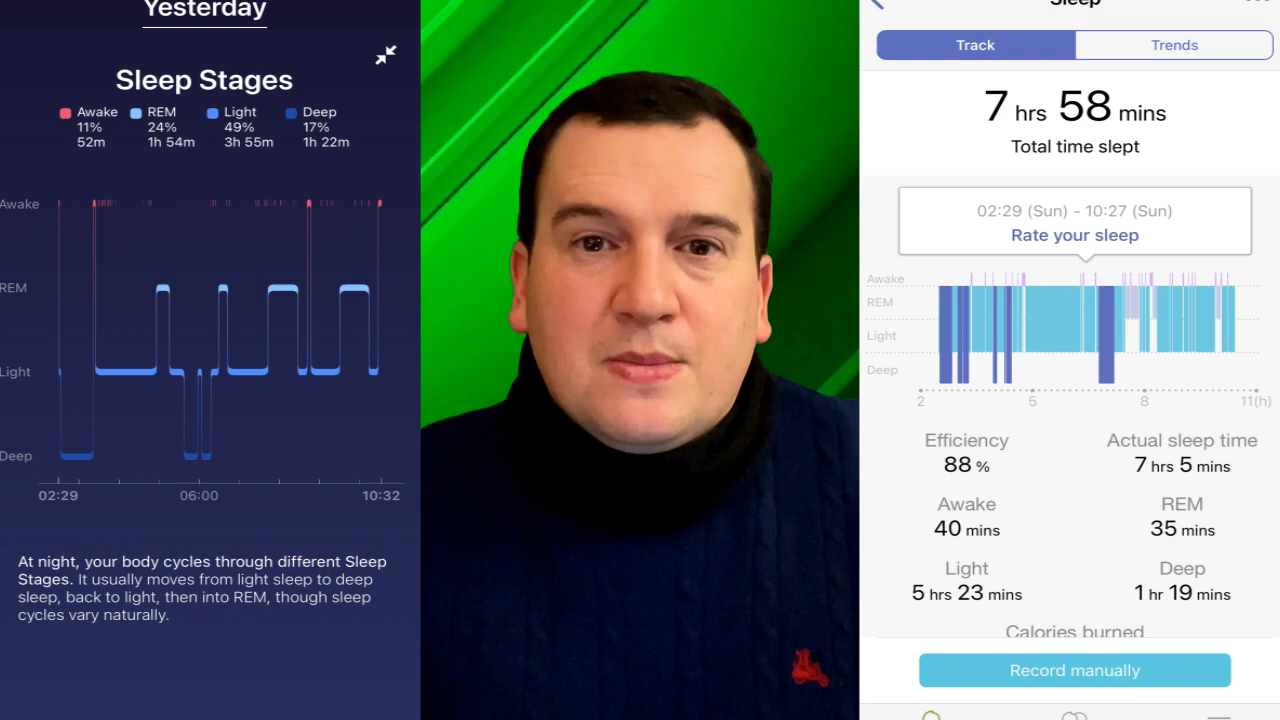 Yesterday
Sleep Stages
Awake REM Light Deep
11% 24% 49% 17%
52m 1h 54m 3h 55m 1h 22m
Awake
REM
Light
Deep
02:29 06:00 10:32
At night, your body cycles through different Sleep
Stages. It usually moves from light sleep to deep
sleep, back to light, then into REM, though sleep
cycles vary naturally.
Sleep
Track Trends
7 hrs 58 mins
Total time slept
02:29 (Sun) - 10:27 (Sun)
Rate your sleep
Awake
REM
Light
Deep
2 5 8 11(h)
Efficiency Actual sleep time
88 % 7 hrs 5 mins
Awake REM
40 mins 35 mins
Light Deep
5 hrs 23 mins 1 hr 19 mins
Calories burned
Record manually